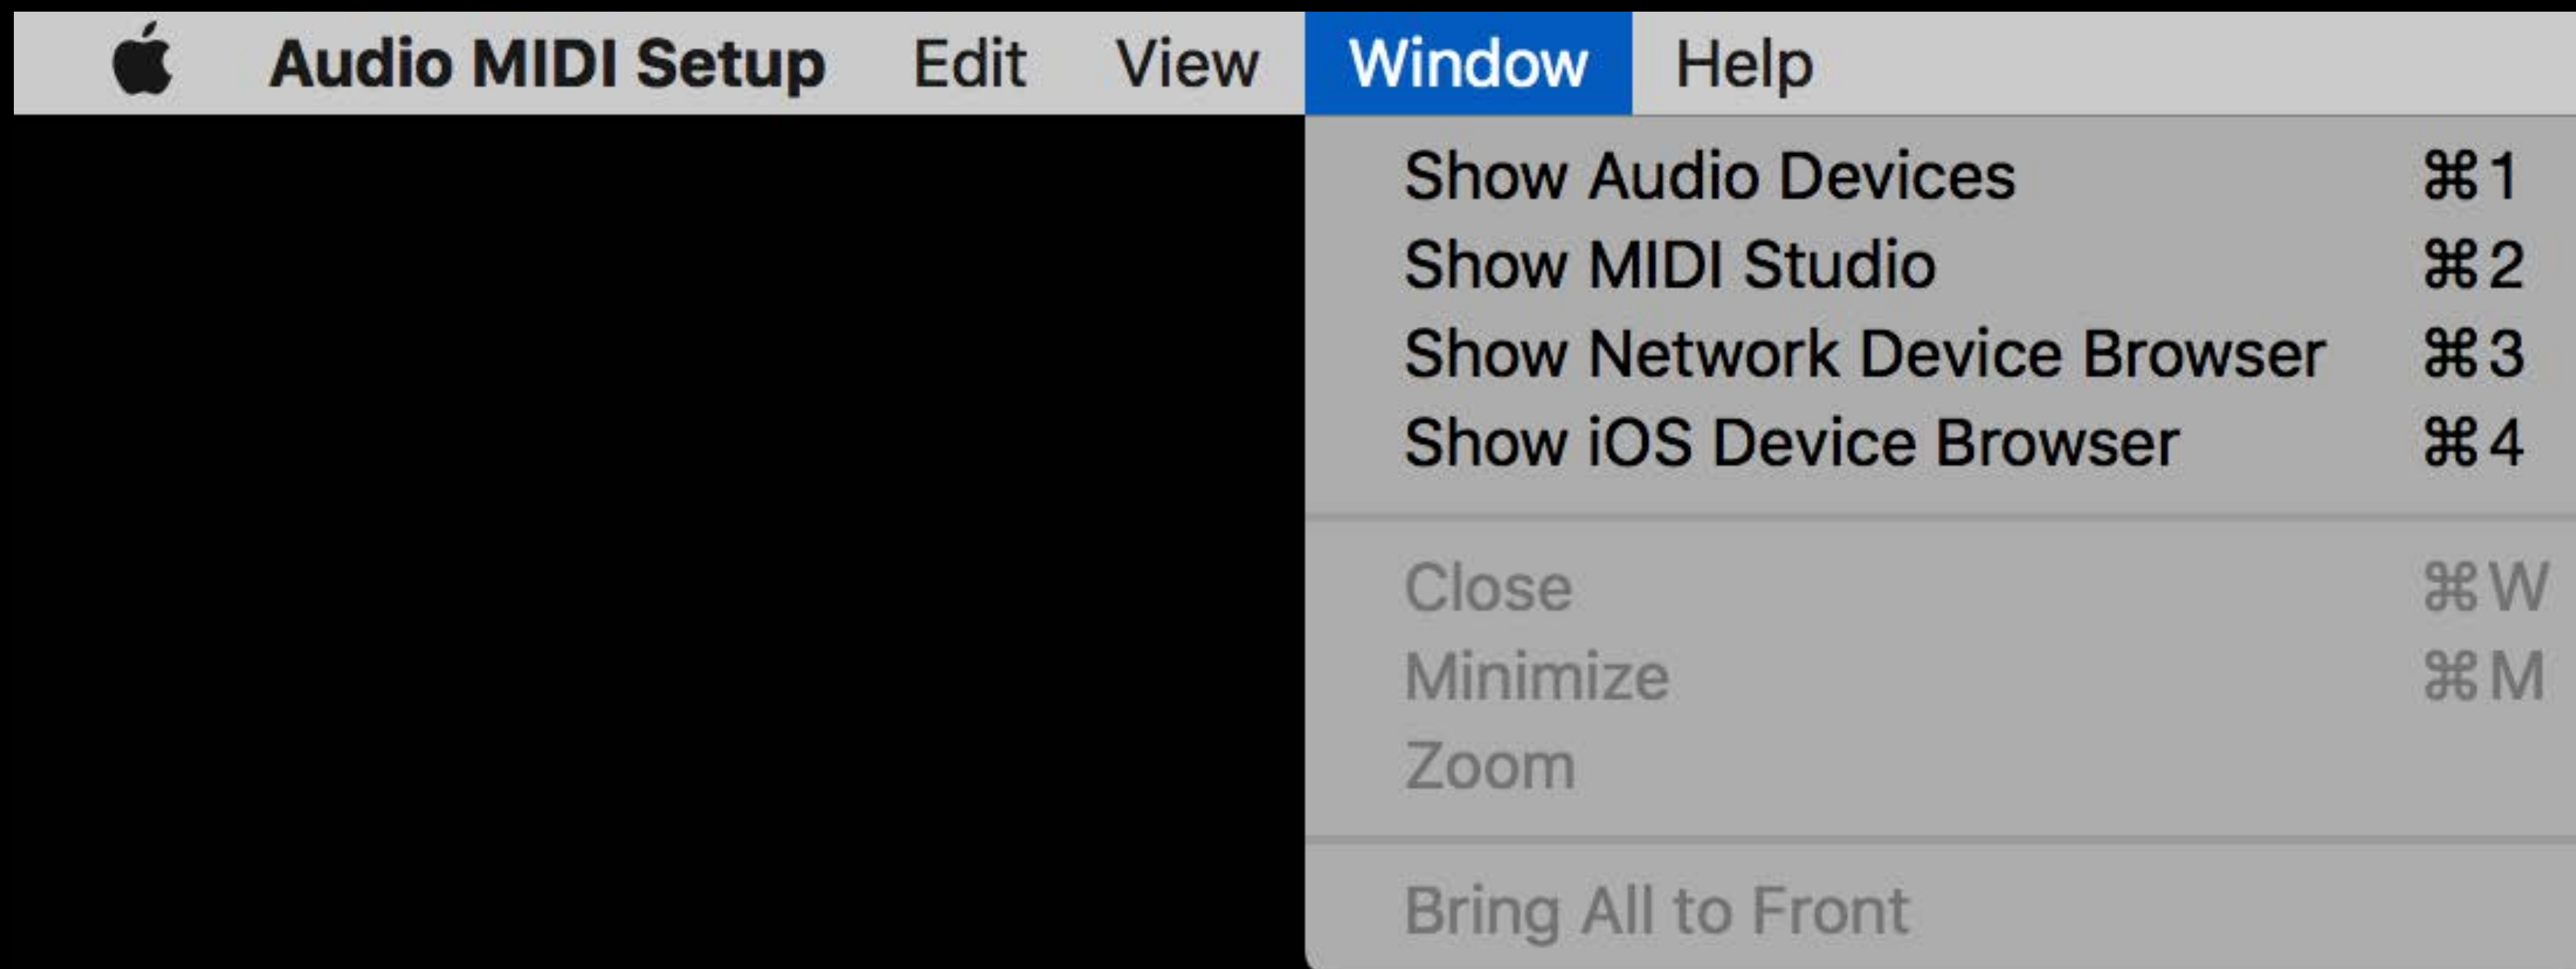 Audio MIDI Setup Edit View Window Help
Show Audio Devices ⌘1
Show MIDI Studio ⌘2
Show Network Device Browser ⌘3
Show iOS Device Browser ⌘4
Close ⌘W
Minimize ⌘M
Zoom
Bring All to Front